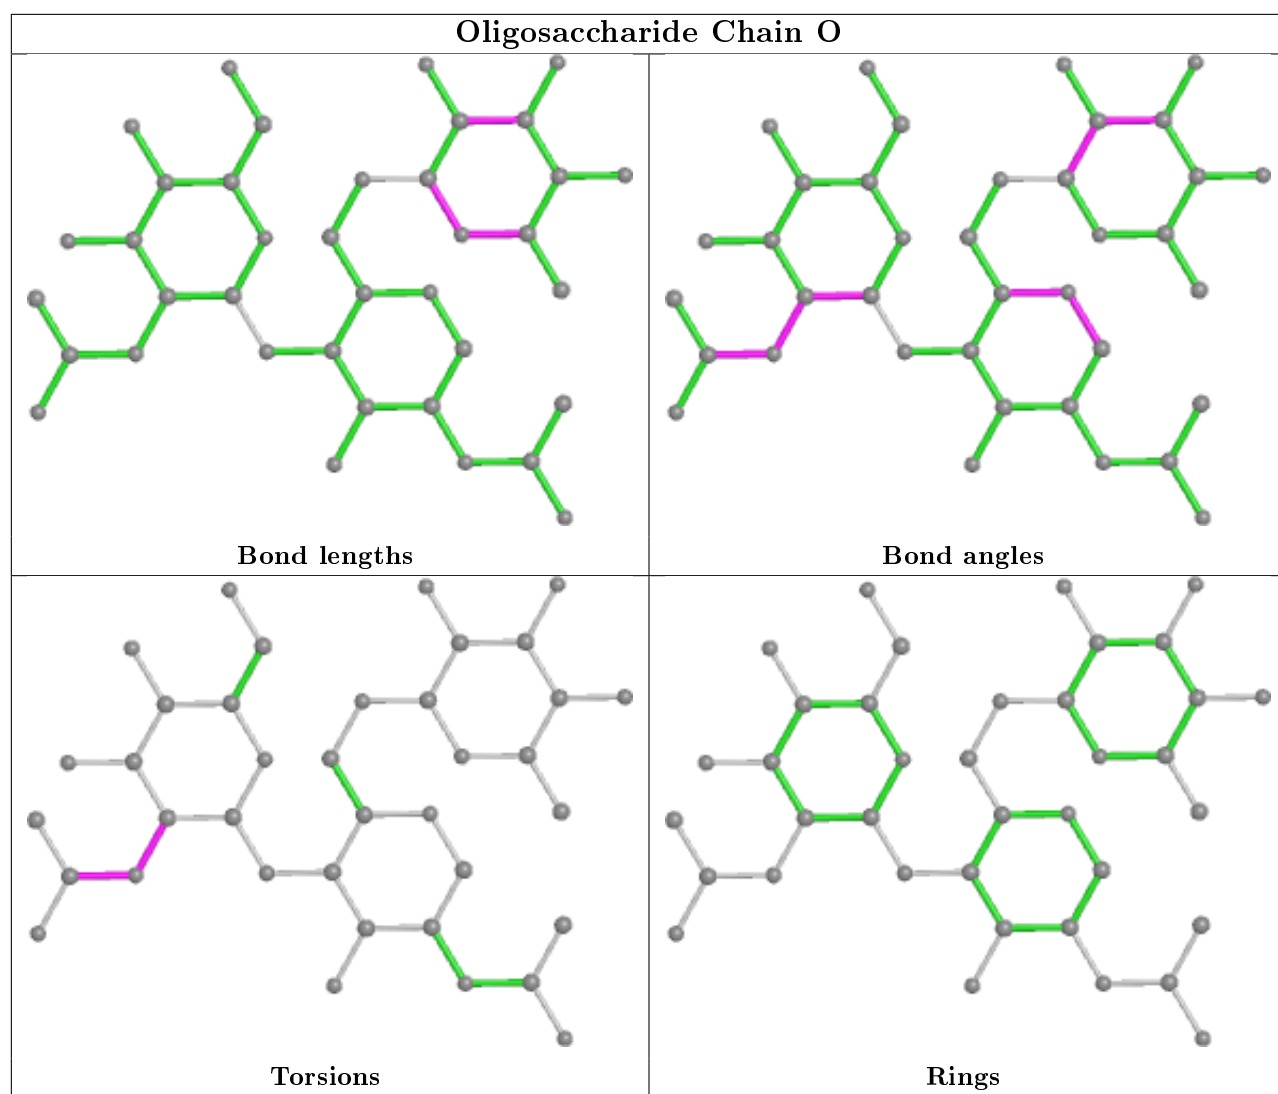 Oligosaccharide Chain O
Bond lengths
Bond angles
Torsions
Rings